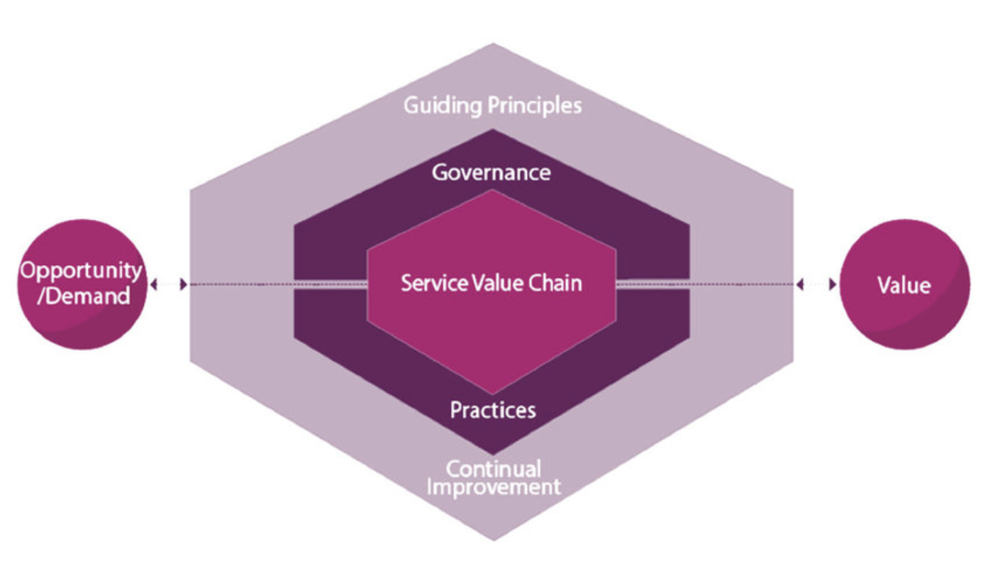 Guiding Principles
Governance
Opportunity
/Demand
Service Value Chain
Value
Practices
Continual
Improvement